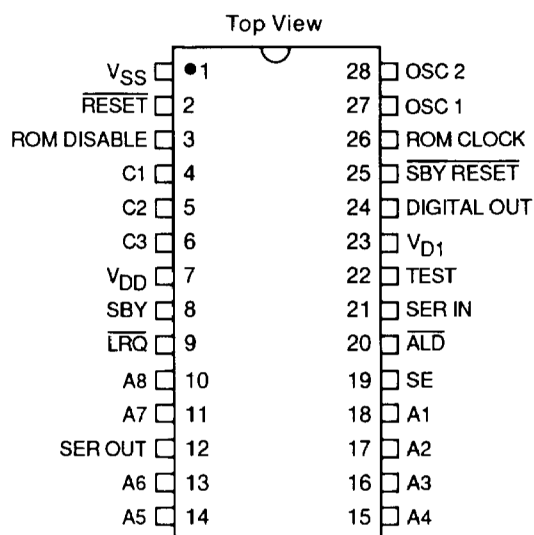 Top View
V_SS 1 28 OSC 2
RESET 2 27 OSC 1
ROM DISABLE 3 26 ROM CLOCK
C1 4 25 SBY RESET
C2 5 24 DIGITAL OUT
C3 6 23 V_D1
V_DD 7 22 TEST
SBY 8 21 SER IN
LRQ 9 20 ALD
A8 10 19 SE
A7 11 18 A1
SER OUT 12 17 A2
A6 13 16 A3
A5 14 15 A4